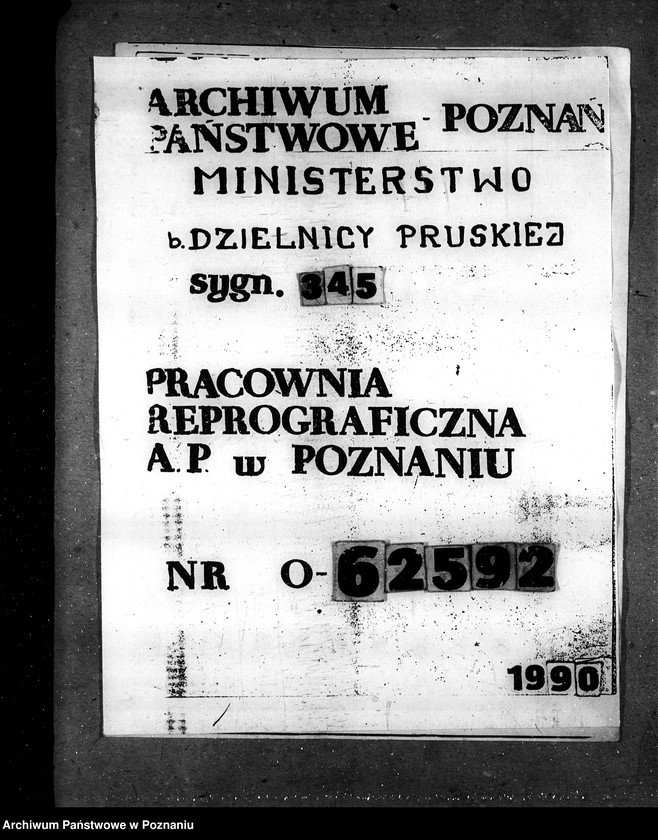 ARCHIWUM
PAŃSTWOWE - POZNAŃ
MINISTERSTWO
b. DZIELNICY PRUSKIEJ
sygn. 345
PRACOWNIA
REPROGRAFICZNA
A. P. w POZNANIU
NR O-62592
1990
Archiwum Państwowe w Poznaniu